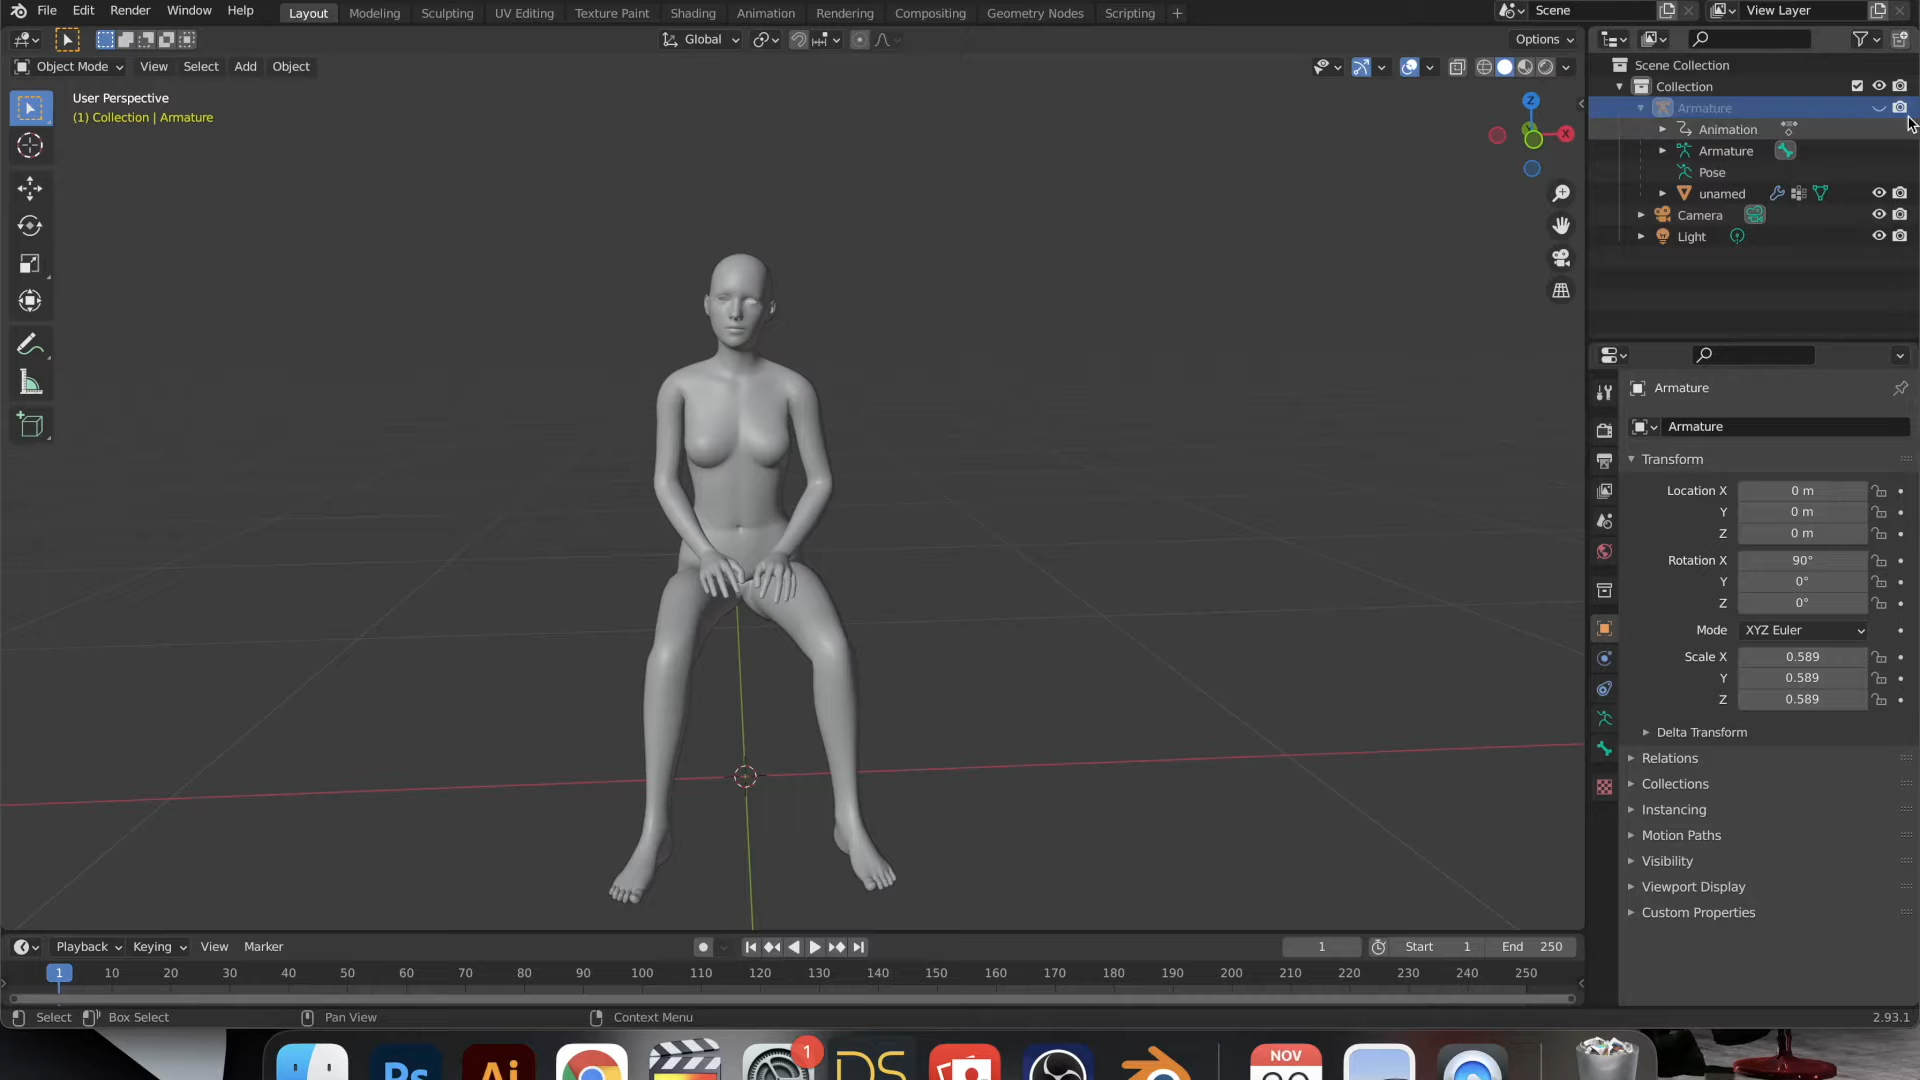 File Edit Render Window Help
Layout Modeling Sculpting UV Editing Texture Paint Shading Animation Rendering Compositing Geometry Nodes Scripting +
Scene View Layer
Global Options
Object Mode View Select Add Object
User Perspective
(1) Collection | Armature
Z
X
Scene Collection
Collection
Armature
Animation
Armature
Pose
unamed
Camera
Light
Armature
Armature
Transform
Location X 0 m
Y 0 m
Z 0 m
Rotation X 90°
Y 0°
Z 0°
Mode XYZ Euler
Scale X 0.589
Y 0.589
Z 0.589
Delta Transform
Relations
Collections
Instancing
Motion Paths
Visibility
Viewport Display
Custom Properties
Playback Keying View Marker 1 Start 1 End 250
1 10 20 30 40 50 60 70 80 90 100 110 120 130 140 150 160 170 180 190 200 210 220 230 240 250
Select Box Select Pan View Context Menu 2.93.1
Ps Ai 1 DS NOV